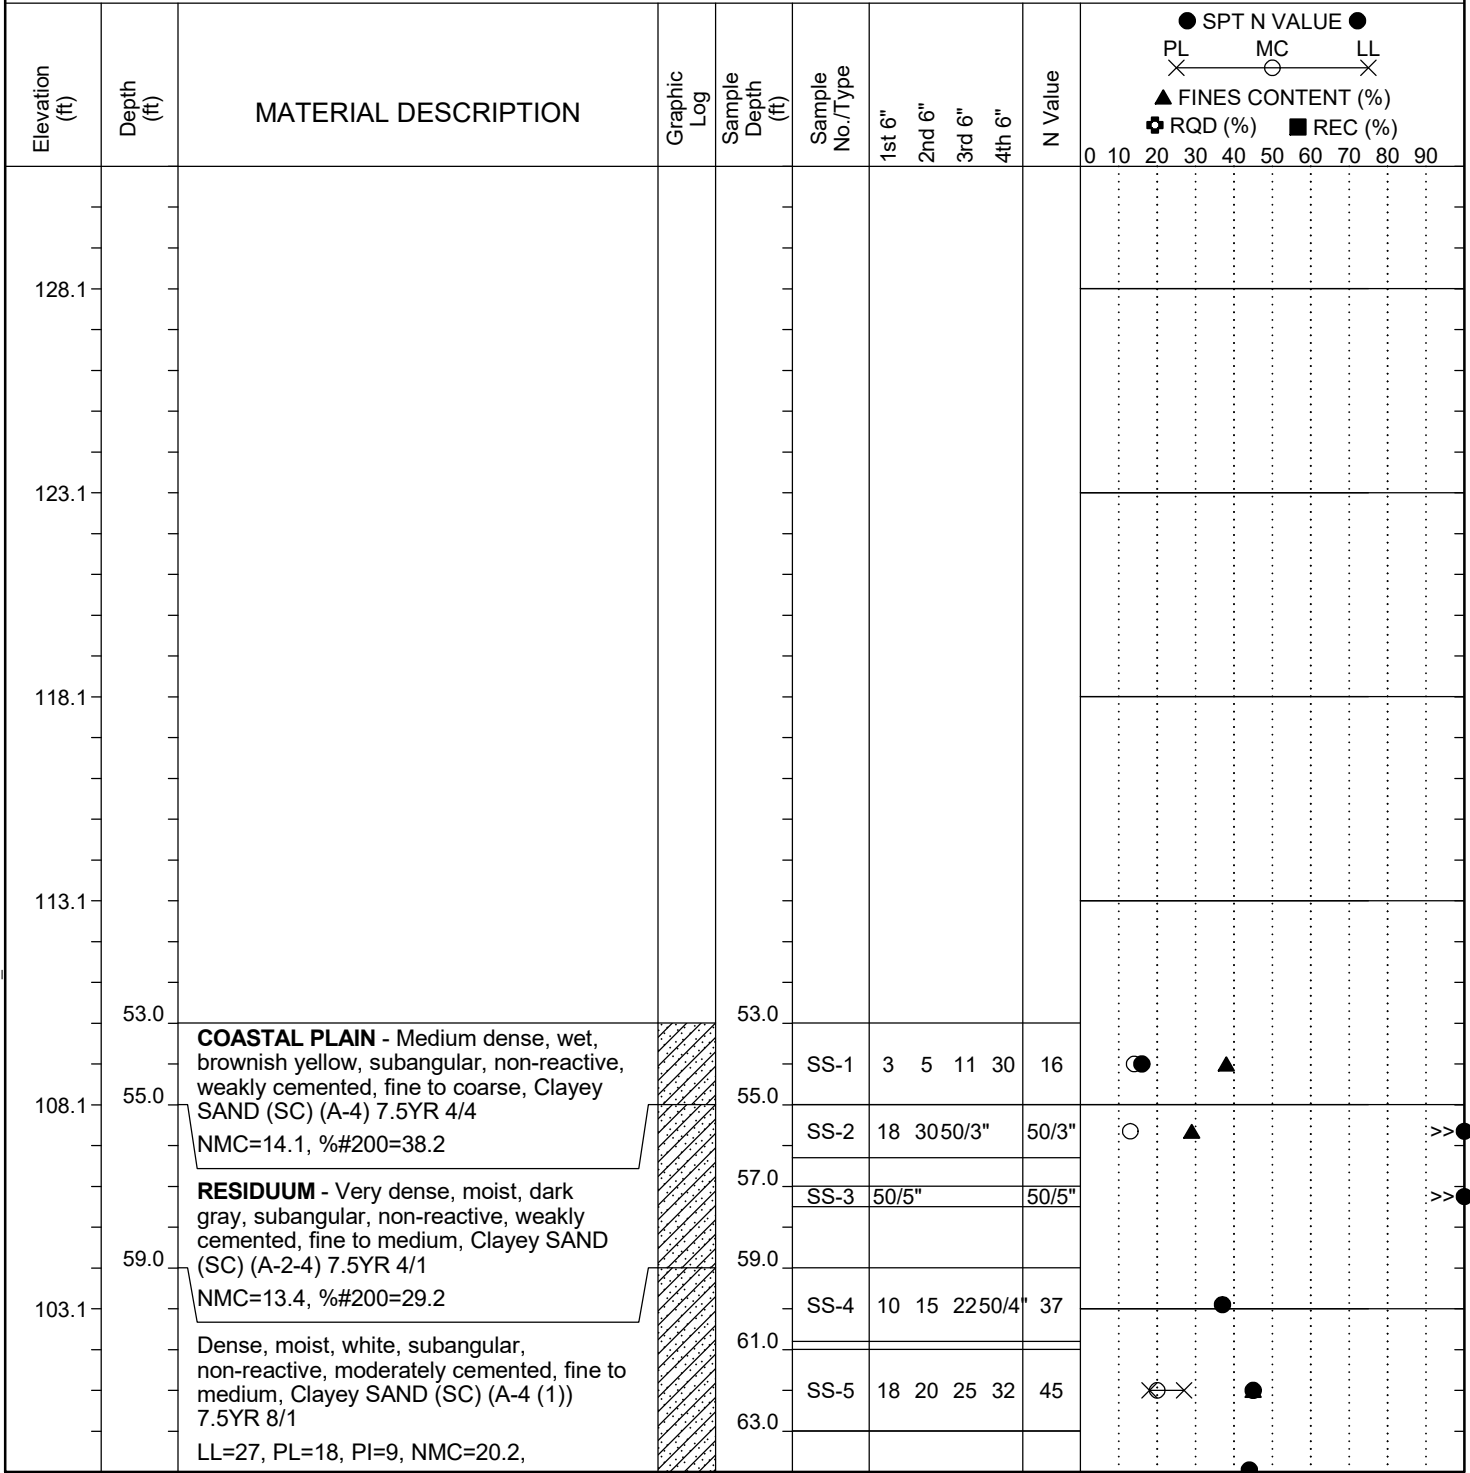 Elevation (ft)
Depth (ft)
MATERIAL DESCRIPTION
Graphic Log
Sample Depth (ft)
Sample No./Type
1st 6"
2nd 6"
3rd 6"
4th 6"
N Value
SPT N VALUE
PL MC LL
FINES CONTENT (%)
RQD (%) REC (%)
0 10 20 30 40 50 60 70 80 90
128.1
123.1
118.1
113.1
53.0 53.0
COASTAL PLAIN - Medium dense, wet,
brownish yellow, subangular, non-reactive,
weakly cemented, fine to coarse, Clayey
SAND (SC) (A-4) 7.5YR 4/4
NMC=14.1, %#200=38.2
SS-1 3 5 11 30 16
108.1 55.0 55.0
SS-2 18 30 50/3" 50/3" >>
57.0
RESIDUUM - Very dense, moist, dark
gray, subangular, non-reactive, weakly
cemented, fine to medium, Clayey SAND
(SC) (A-2-4) 7.5YR 4/1
NMC=13.4, %#200=29.2
SS-3 50/5" 50/5" >>
59.0 59.0
103.1
SS-4 10 15 22 50/4" 37
61.0
Dense, moist, white, subangular,
non-reactive, moderately cemented, fine to
medium, Clayey SAND (SC) (A-4 (1))
7.5YR 8/1
LL=27, PL=18, PI=9, NMC=20.2,
SS-5 18 20 25 32 45
63.0